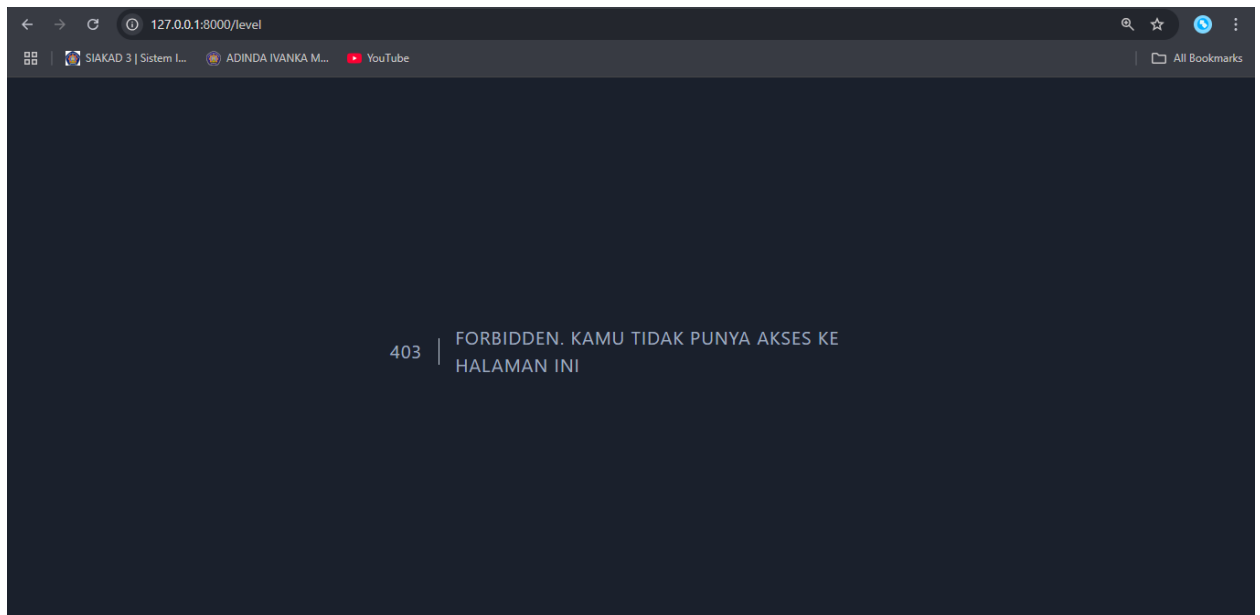 127.0.0.1:8000/level
SIAKAD 3 | Sistem I... ADINDA IVANKA M... YouTube All Bookmarks
403 FORBIDDEN. KAMU TIDAK PUNYA AKSES KE
HALAMAN INI